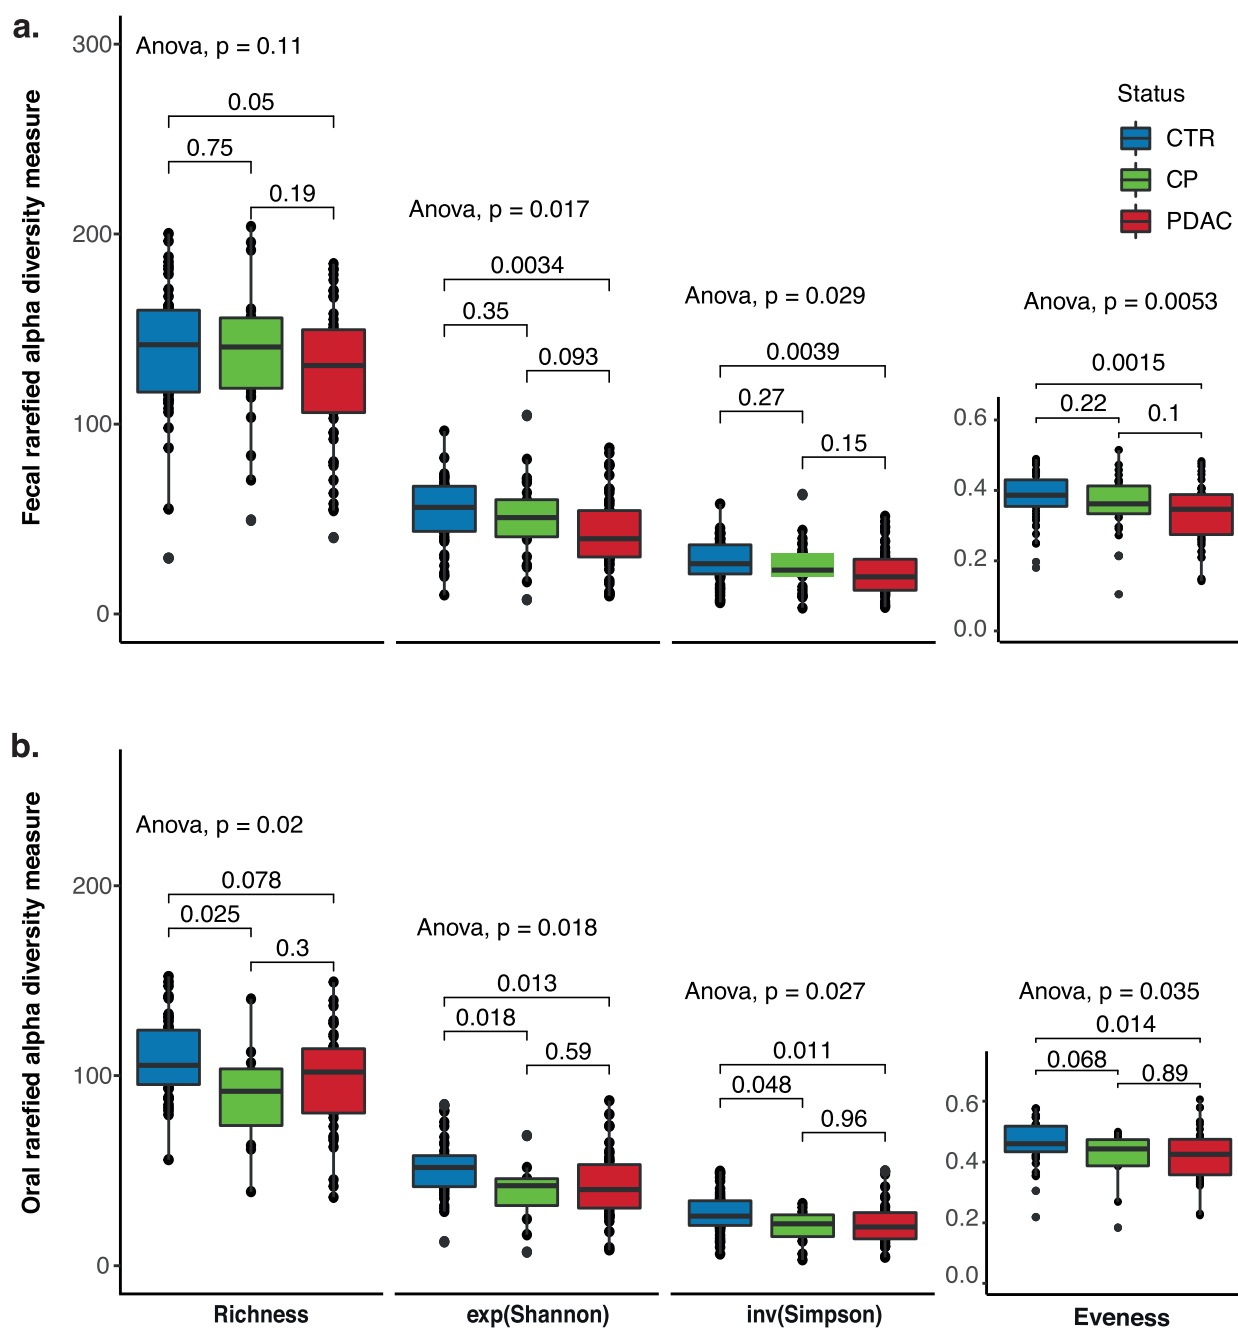 a.
Fecal rarefied alpha diversity measure
300
200
100
0
Anova, p = 0.11
0.05
0.75
0.19
Anova, p = 0.017
0.0034
0.35
0.093
Anova, p = 0.029
0.0039
0.27
0.15
Status
CTR
CP
PDAC
Anova, p = 0.0053
0.0015
0.22
0.1
0.6
0.4
0.2
0.0
b.
Oral rarefied alpha diversity measure
200
100
0
Anova, p = 0.02
0.078
0.025
0.3
Anova, p = 0.018
0.013
0.018
0.59
Anova, p = 0.027
0.011
0.048
0.96
Anova, p = 0.035
0.014
0.068
0.89
0.6
0.4
0.2
0.0
Richness
exp(Shannon)
inv(Simpson)
Eveness